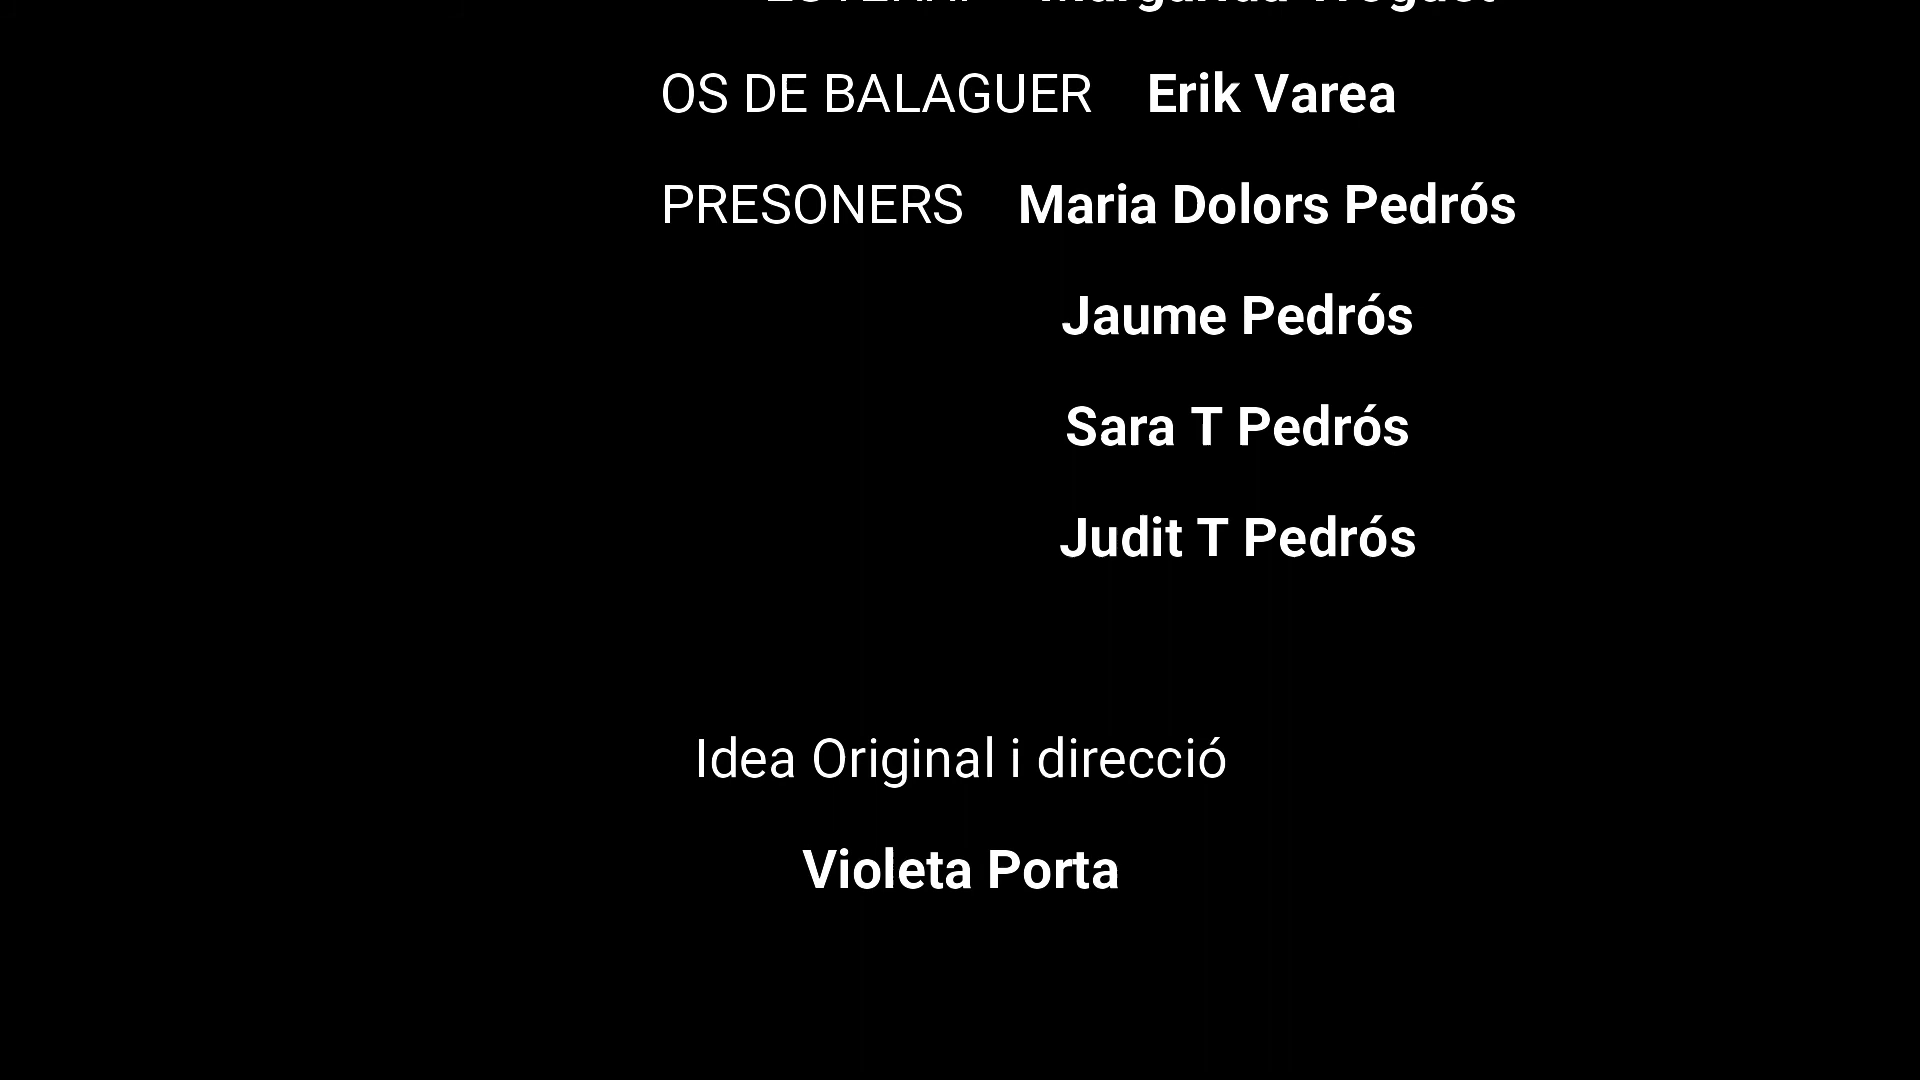 OS DE BALAGUER Erik Varea
PRESONERS Maria Dolors Pedrós
Jaume Pedrós
Sara T Pedrós
Judit T Pedrós
Idea Original i direcció
Violeta Porta